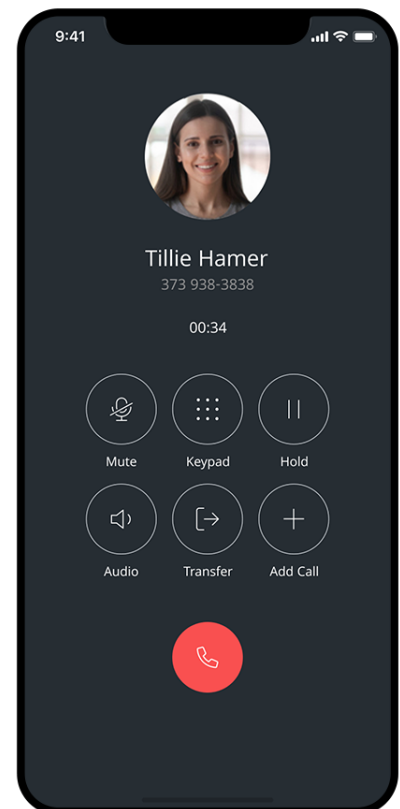 9:41
Tillie Hamer
373 938-3838
00:34
Mute Keypad Hold
Audio Transfer Add Call